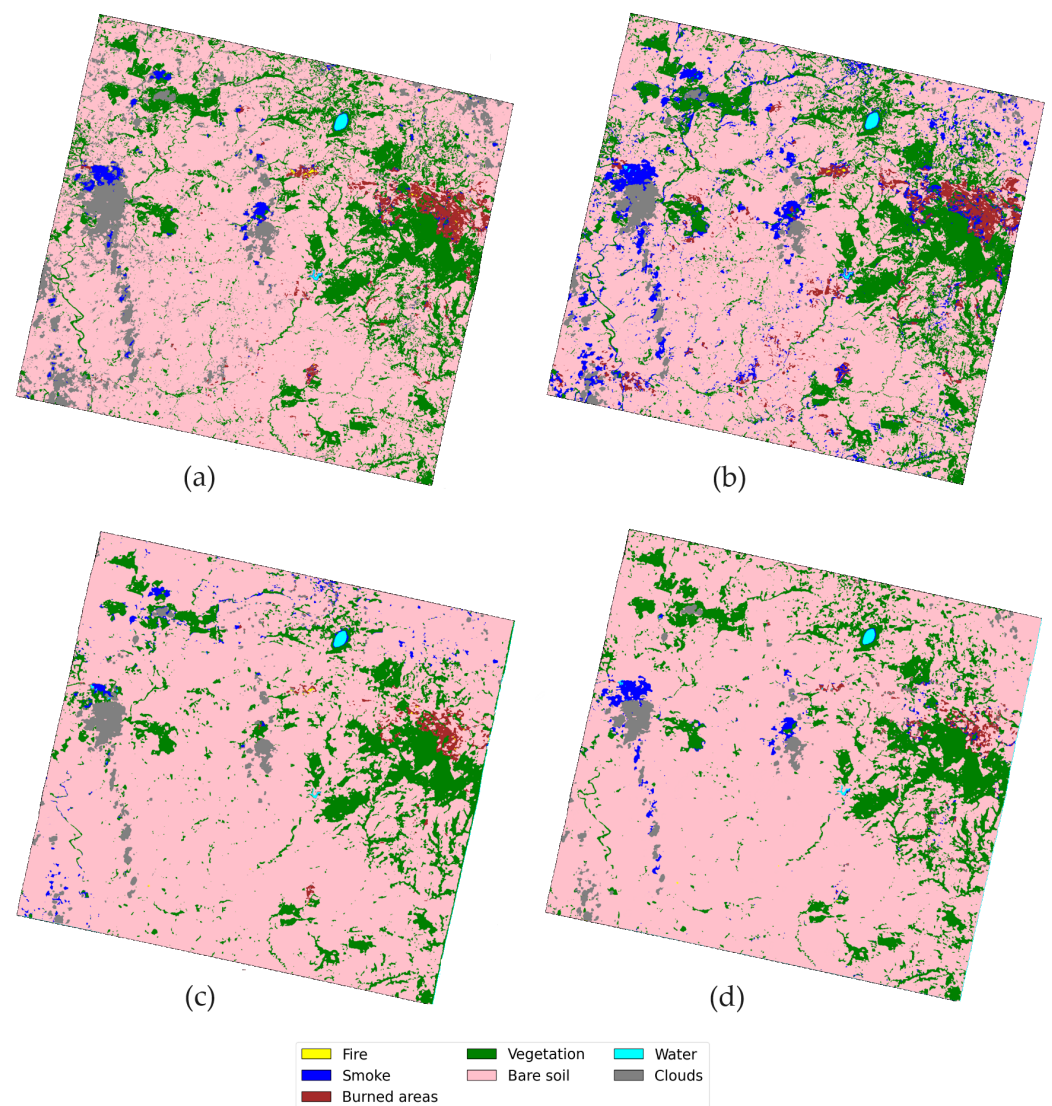 (a)
(b)
(c)
(d)
Fire
Vegetation
Water
Smoke
Bare soil
Clouds
Burned areas